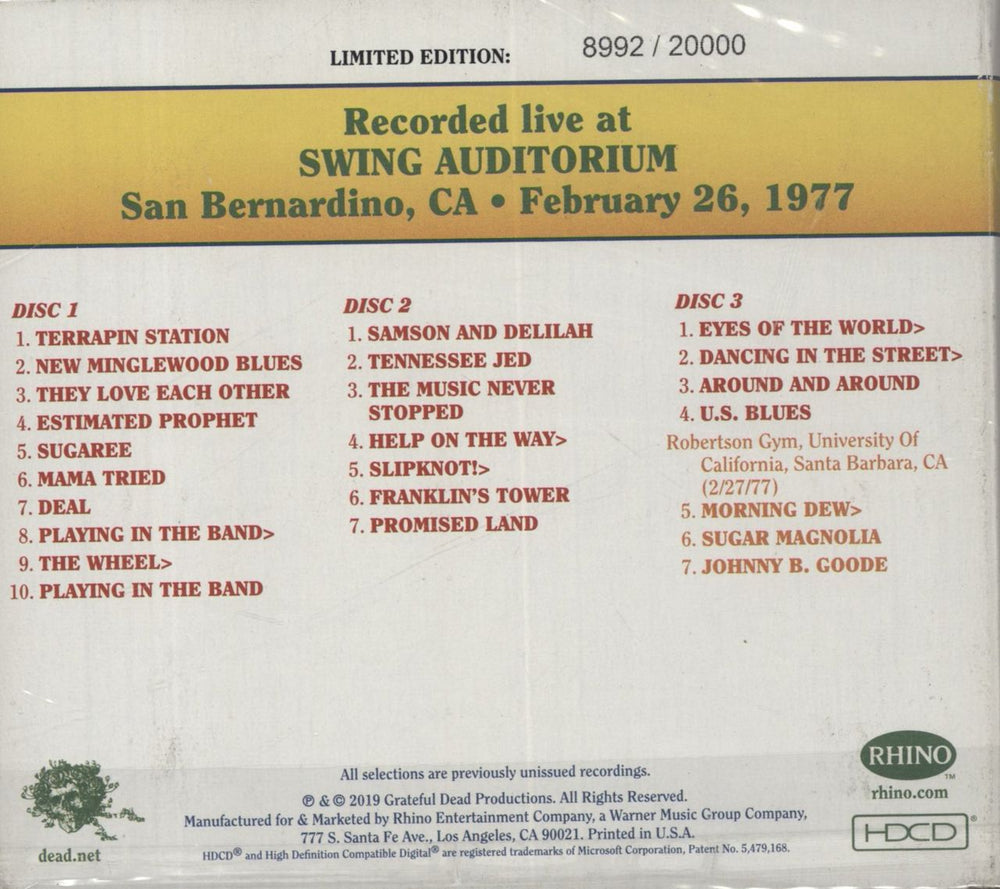 LIMITED EDITION: 8992 / 20000
Recorded live at
SWING AUDITORIUM
San Bernardino, CA • February 26, 1977
DISC 1
1. TERRAPIN STATION
2. NEW MINGLEWOOD BLUES
3. THEY LOVE EACH OTHER
4. ESTIMATED PROPHET
5. SUGAREE
6. MAMA TRIED
7. DEAL
8. PLAYING IN THE BAND>
9. THE WHEEL>
10. PLAYING IN THE BAND
DISC 2
1. SAMSON AND DELILAH
2. TENNESSEE JED
3. THE MUSIC NEVER
STOPPED
4. HELP ON THE WAY>
5. SLIPKNOT!>
6. FRANKLIN'S TOWER
7. PROMISED LAND
DISC 3
1. EYES OF THE WORLD>
2. DANCING IN THE STREET>
3. AROUND AND AROUND
4. U.S. BLUES
Robertson Gym, University Of
California, Santa Barbara, CA
(2/27/77)
5. MORNING DEW>
6. SUGAR MAGNOLIA
7. JOHNNY B. GOODE
dead.net
All selections are previously unissued recordings.
℗ & © 2019 Grateful Dead Productions. All Rights Reserved.
Manufactured for & Marketed by Rhino Entertainment Company, a Warner Music Group Company,
777 S. Santa Fe Ave., Los Angeles, CA 90021. Printed in U.S.A.
HDCD® and High Definition Compatible Digital® are registered trademarks of Microsoft Corporation, Patent No. 5,479,168.
RHINO™
rhino.com
HDCD®